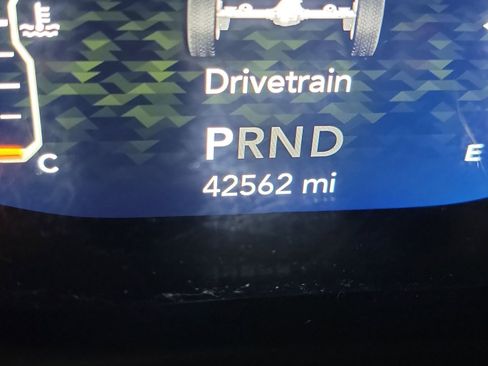 Drivetrain
PRND
C
E
42562 mi